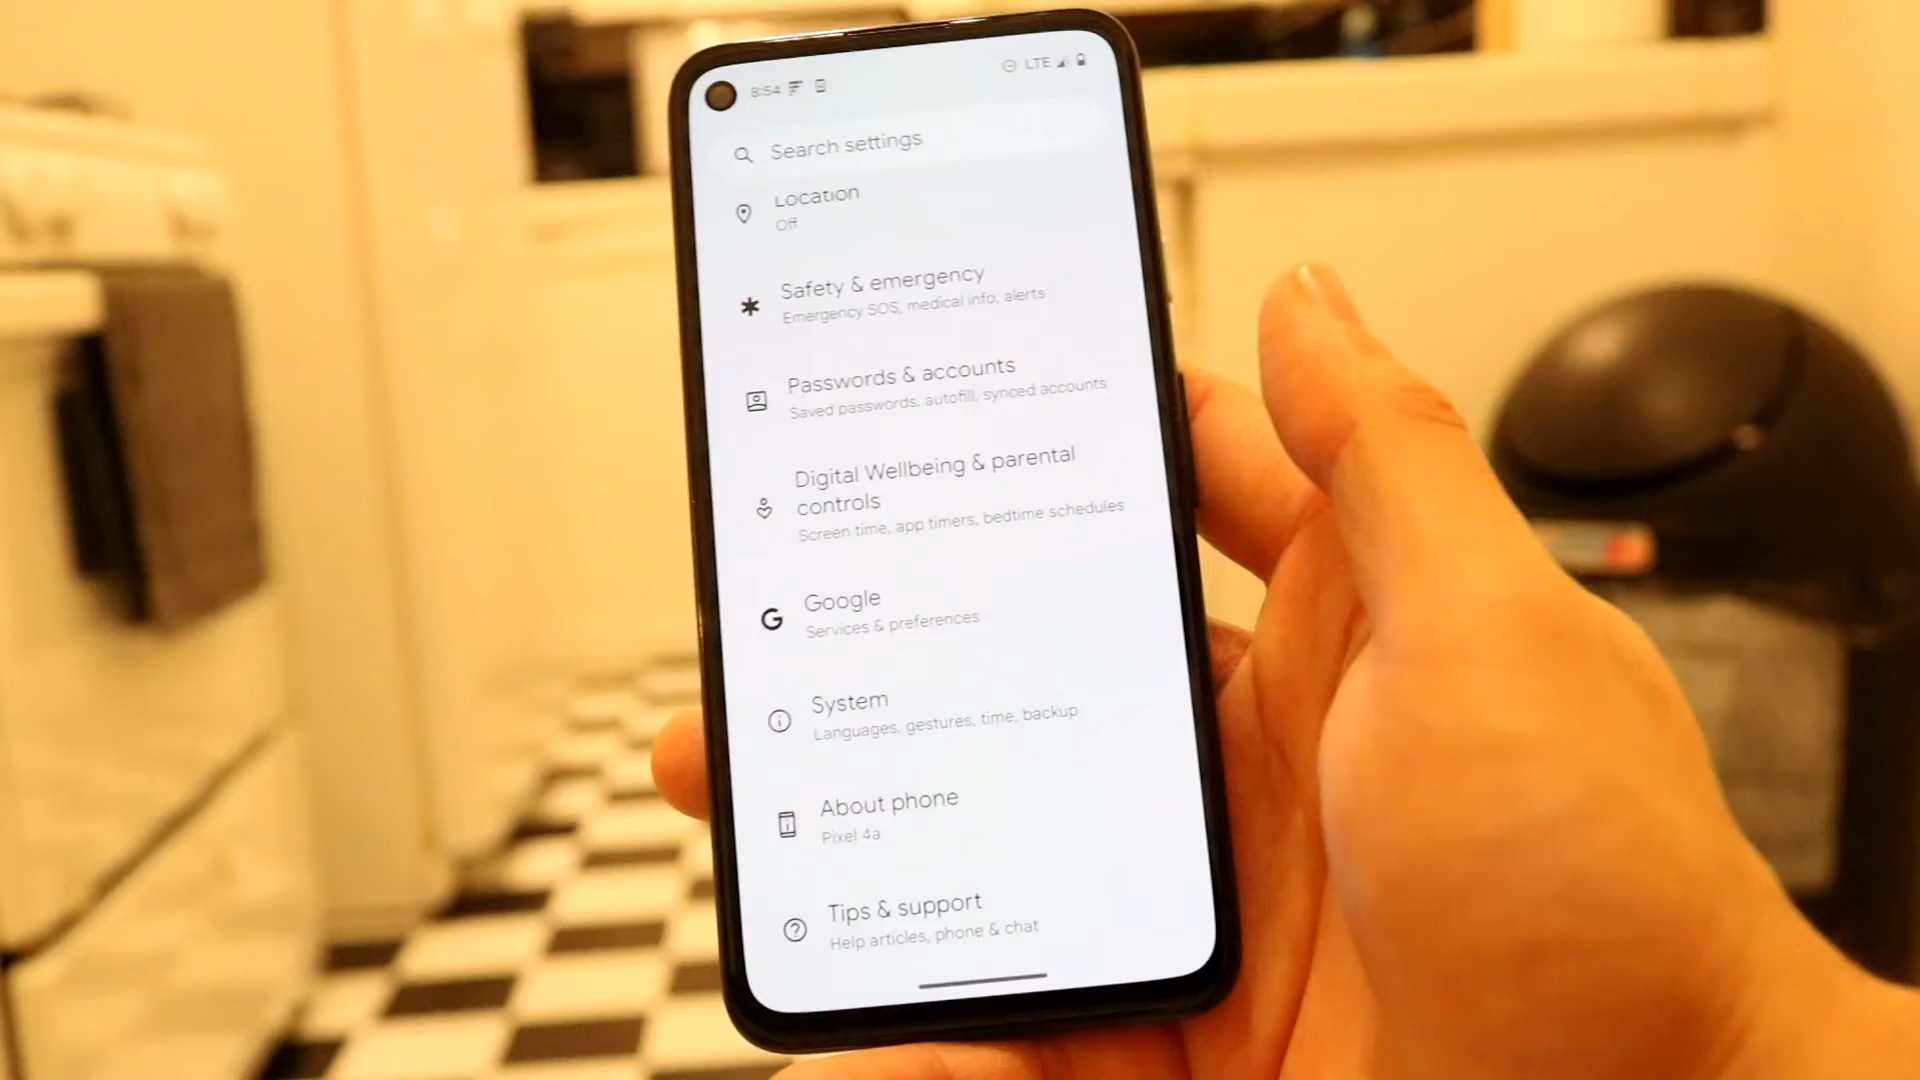 8:54 LTE
Search settings
Location
Off
Safety & emergency
Emergency SOS, medical info, alerts
Passwords & accounts
Saved passwords, autofill, synced accounts
Digital Wellbeing & parental
controls
Screen time, app timers, bedtime schedules
Google
Services & preferences
System
Languages, gestures, time, backup
About phone
Pixel 4a
Tips & support
Help articles, phone & chat